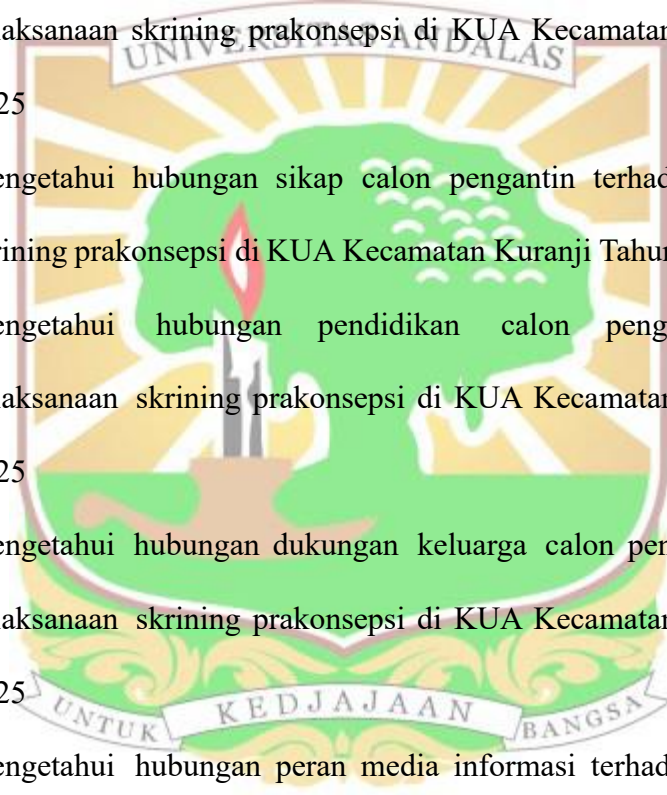 aksanaan skrining prakonsepsi di KUA Kecamatan
UNIVERSITAS ANDALAS
25
engetahui hubungan sikap calon pengantin terhad
rining prakonsepsi di KUA Kecamatan Kuranji Tahun
engetahui hubungan pendidikan calon peng
aksanaan skrining prakonsepsi di KUA Kecamatan
25
engetahui hubungan dukungan keluarga calon pen
aksanaan skrining prakonsepsi di KUA Kecamatan
25
UNTUK KEDJAJAAN BANGSA
engetahui hubungan peran media informasi terhad